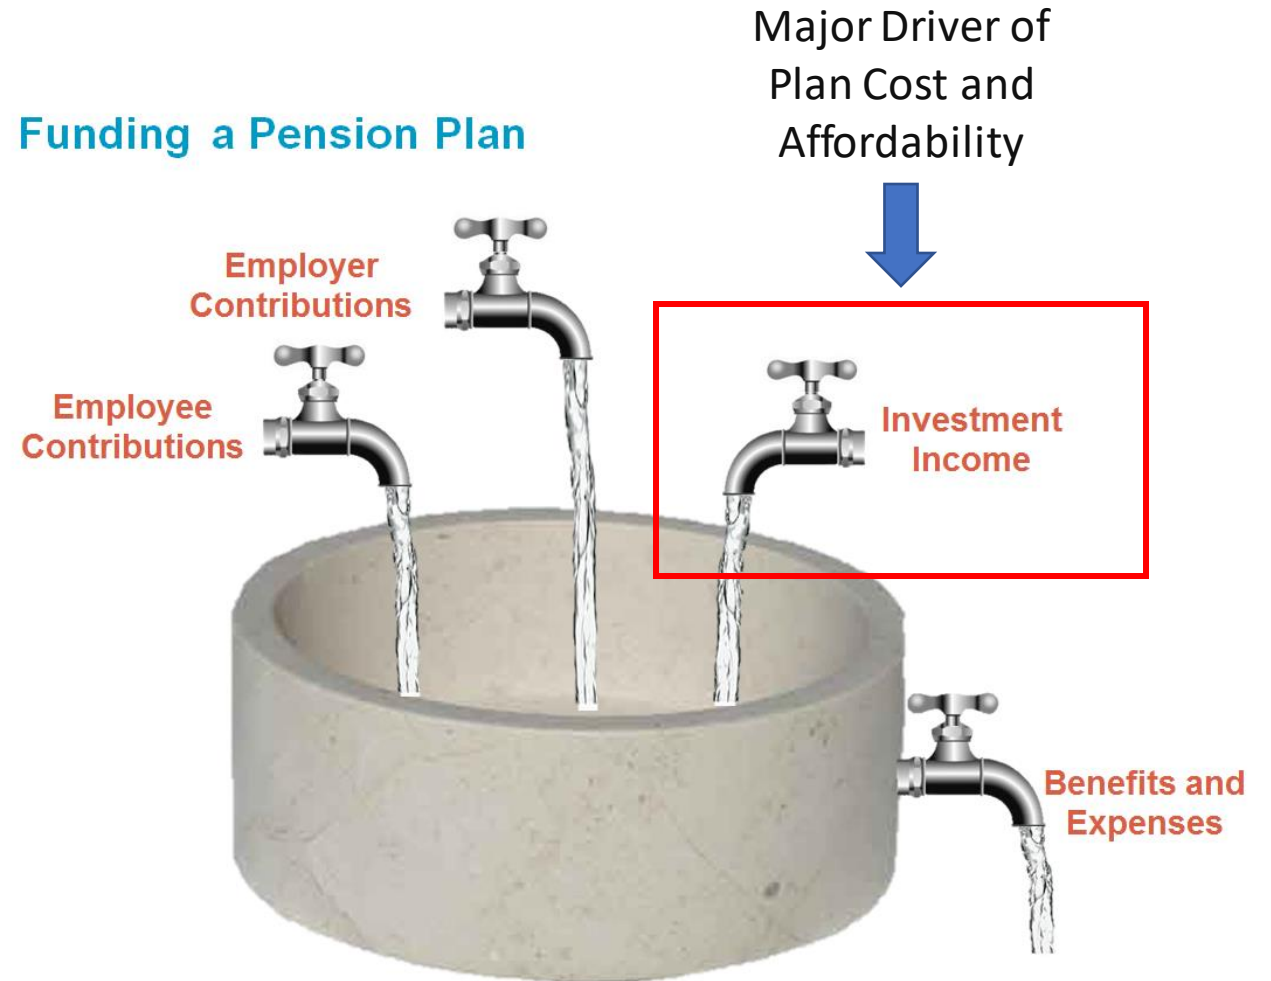 Major Driver of
Plan Cost and
Affordability
Funding a Pension Plan
Employer
Contributions
Employee
Contributions
Investment
Income
Benefits and
Expenses